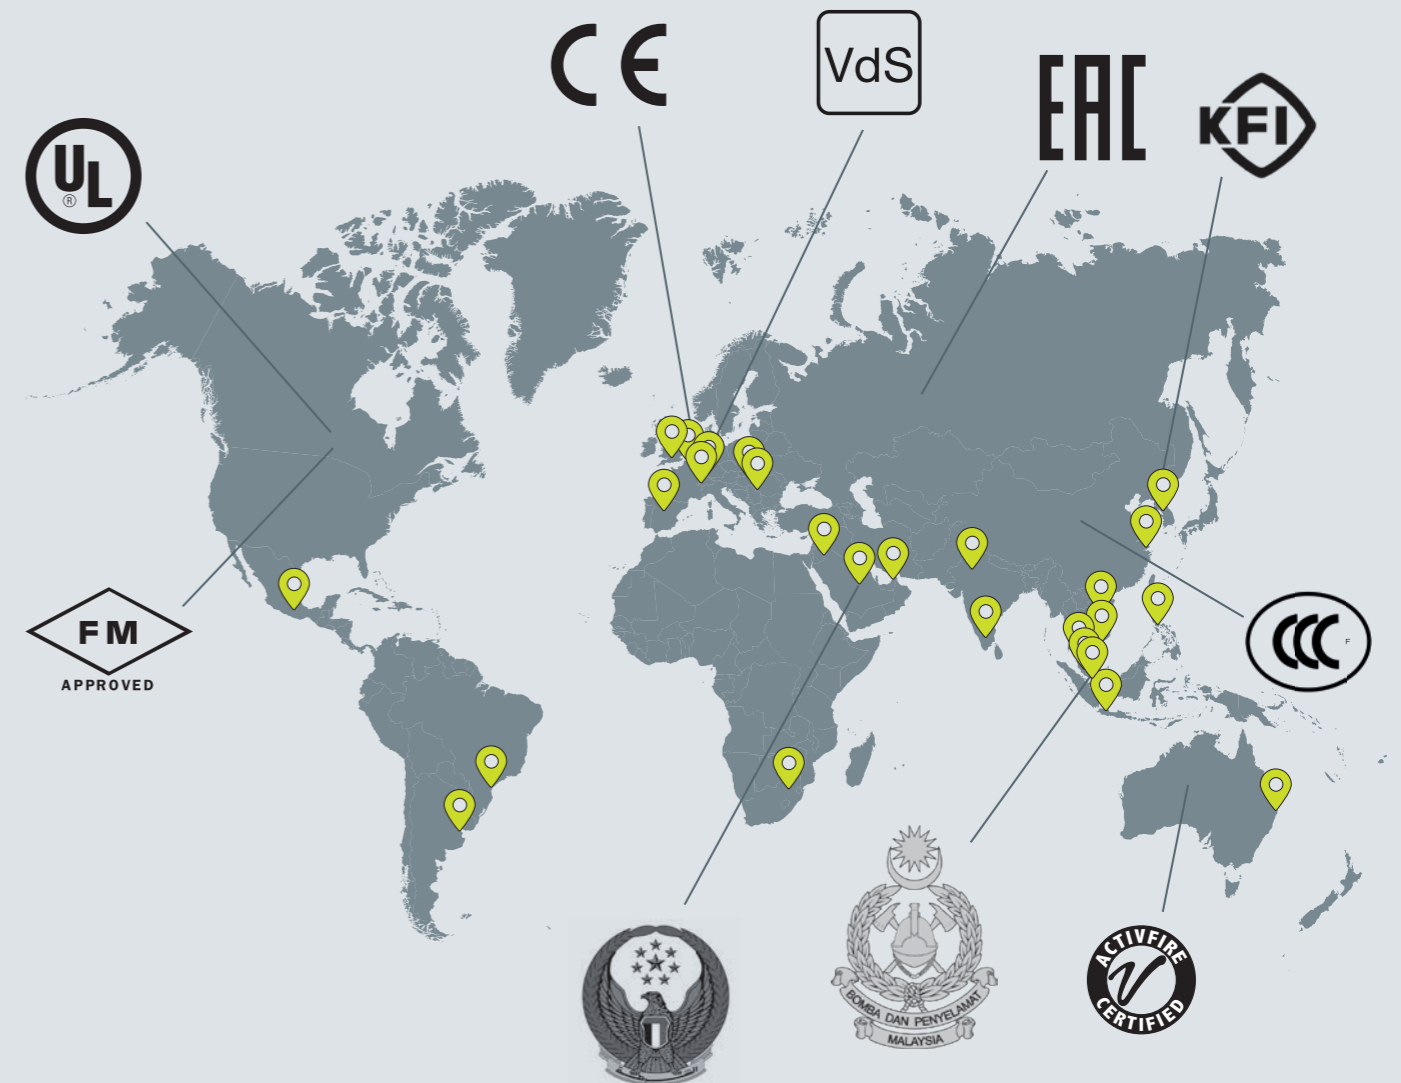 CE
VdS
EAC
KFI
UL
®
FM
APPROVED
CCC
F
BOMBA DAN PENYELAMAT
MALAYSIA
ACTIVFIRE
CERTIFIED